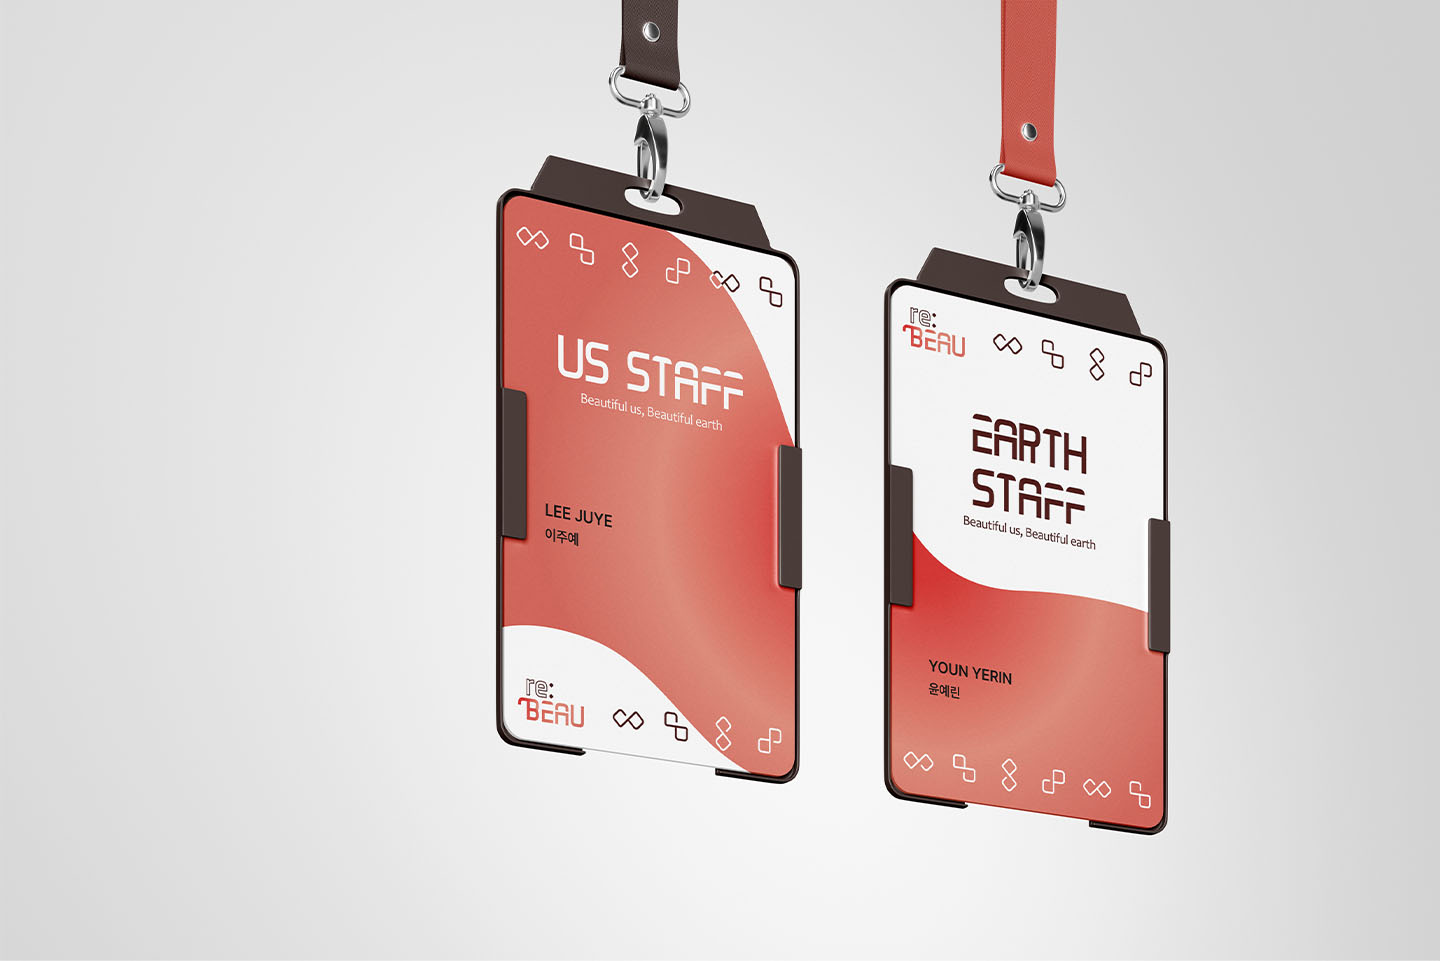 US STAFF
Beautiful us, Beautiful earth
LEE JUYE
이주예
re:
BEAU
re:
BEAU
EARTH
STAFF
Beautiful us, Beautiful earth
YOUN YERIN
윤예린